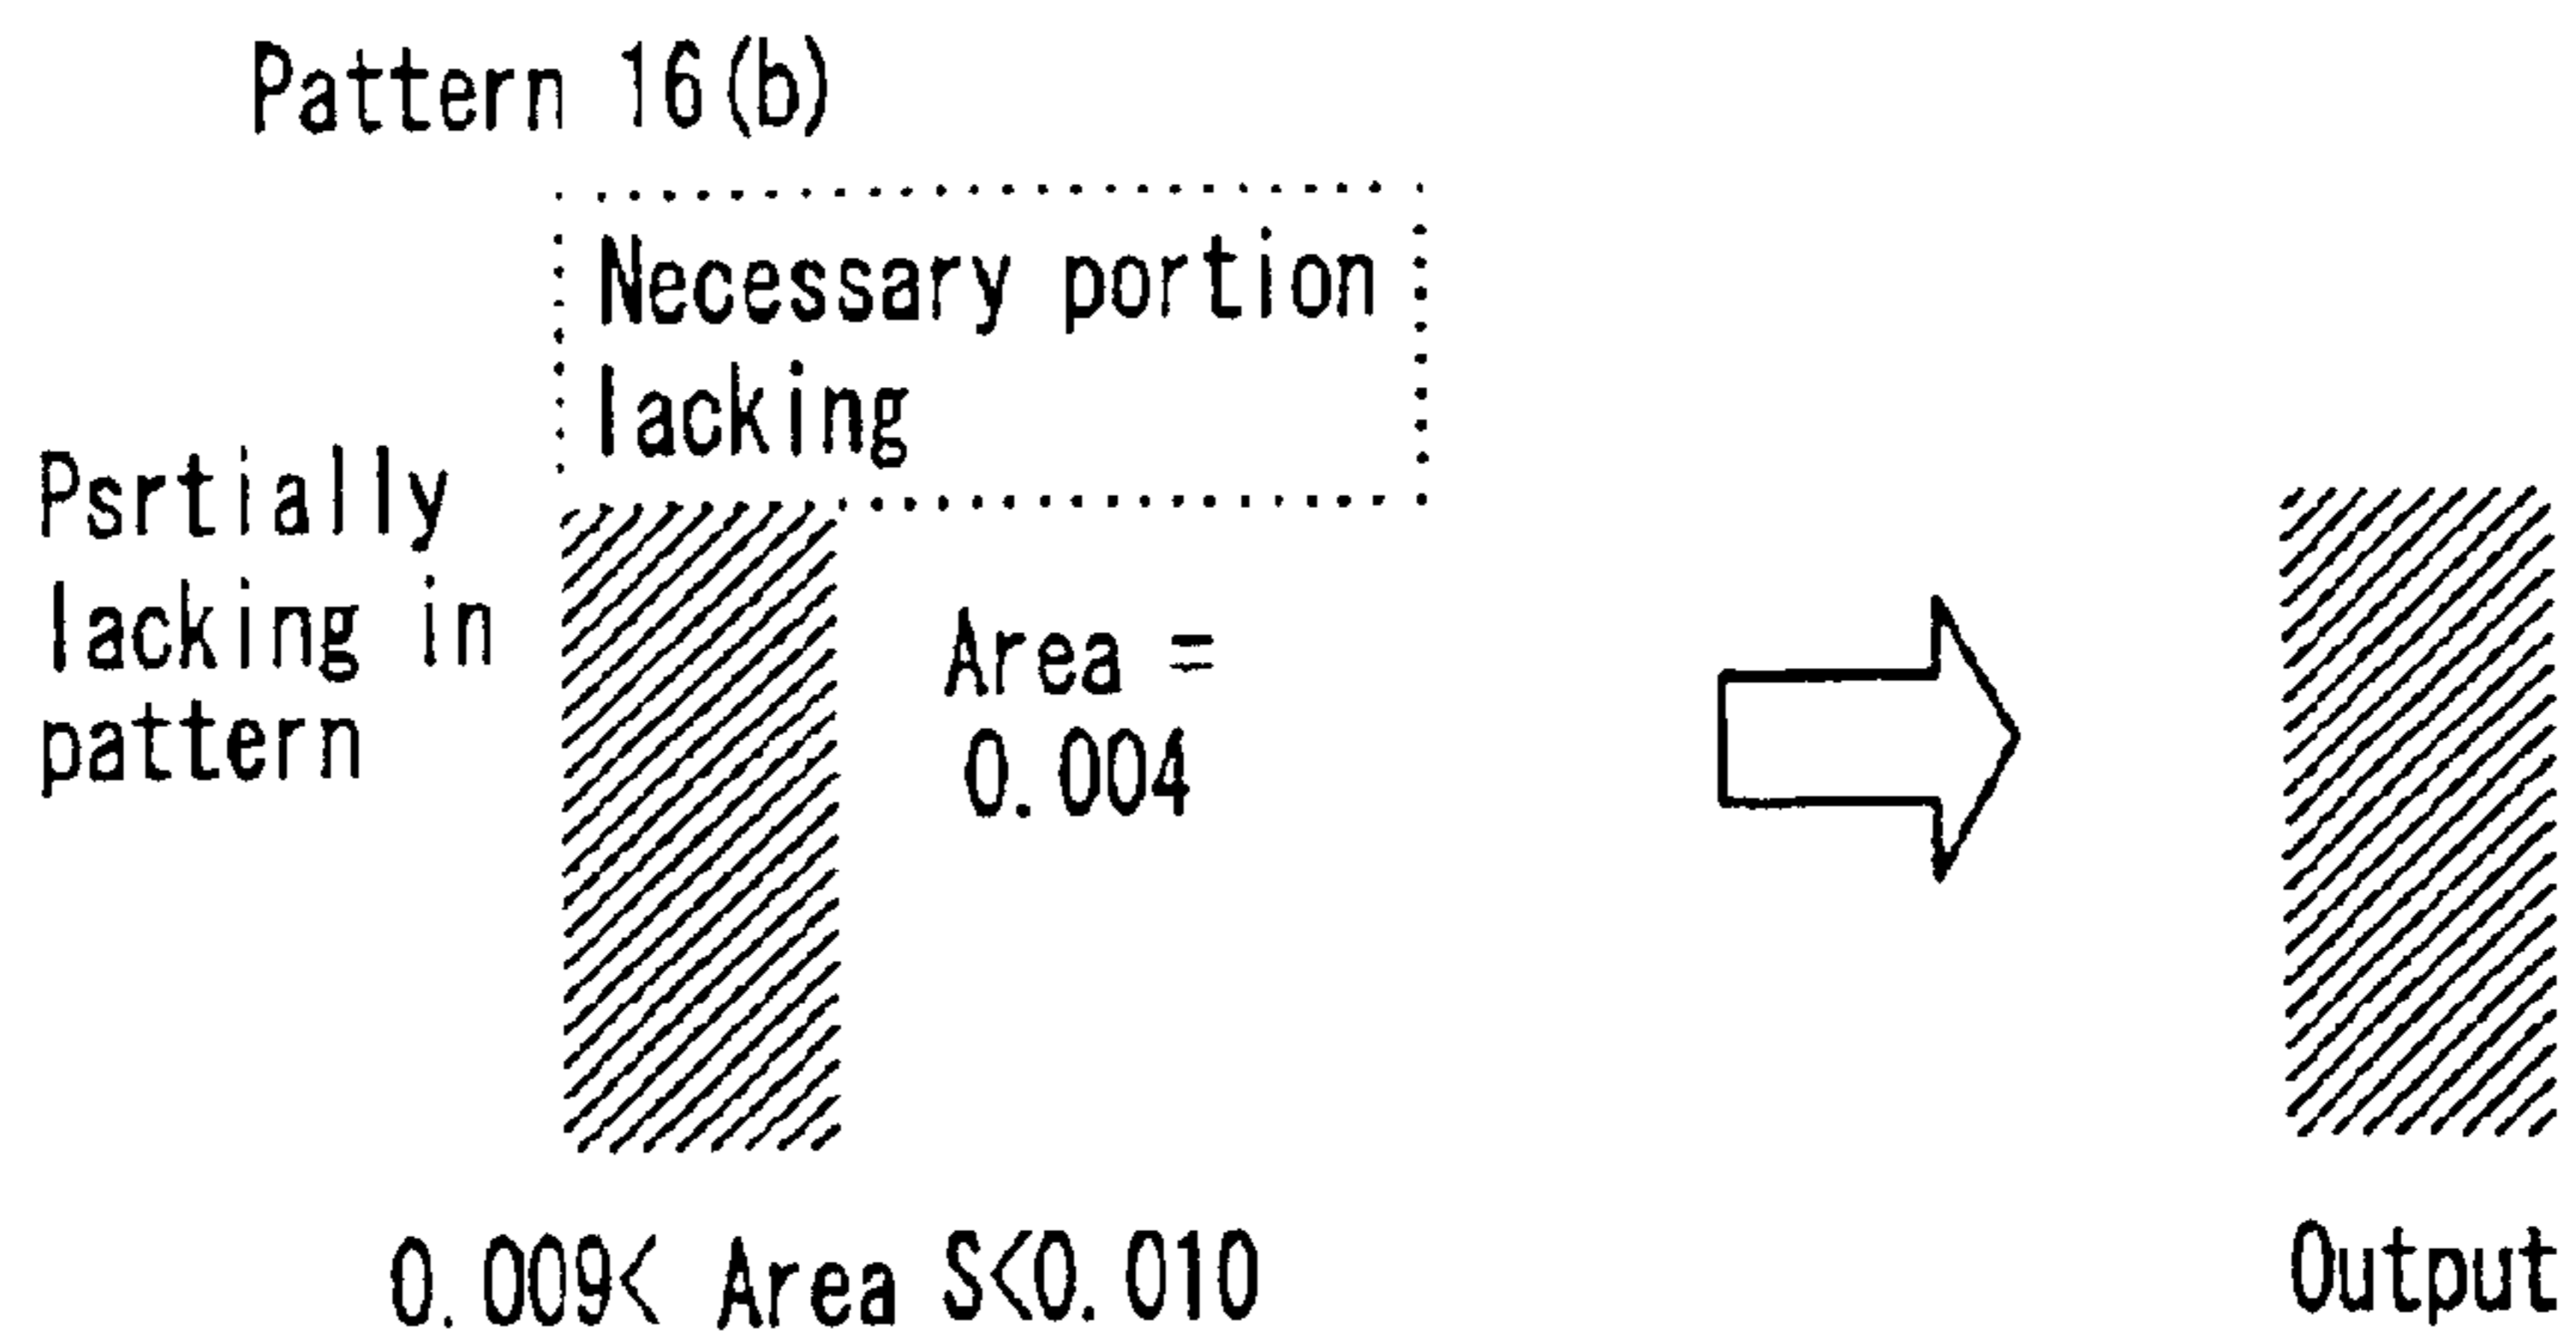 Pattern 16(b)
Necessary portion
lacking
Psrtially
lacking in
pattern
Area =
0.004
0.009< Area S<0.010
Output